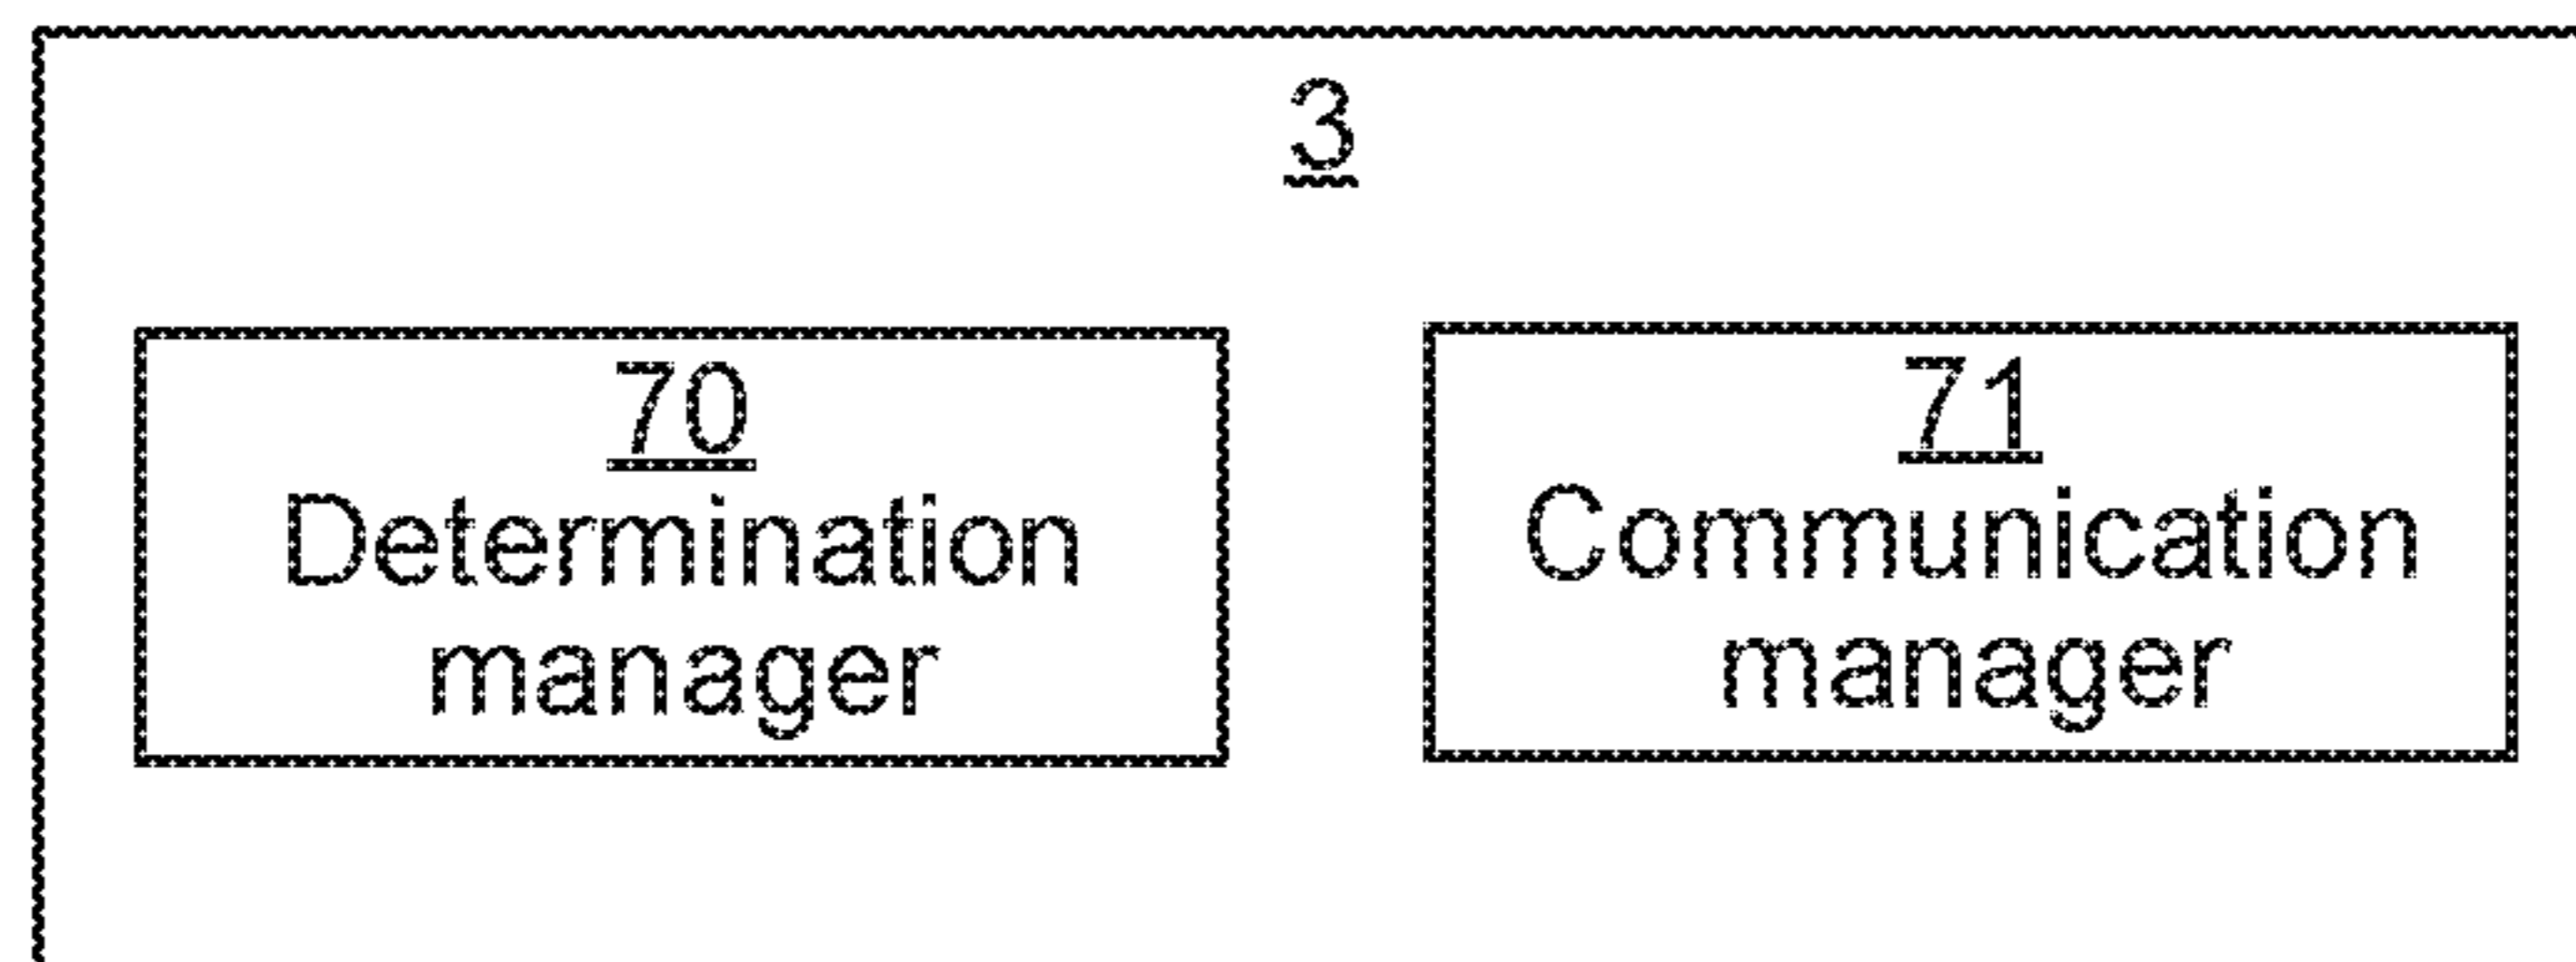 3
70
Determination
manager
71
Communication
manager